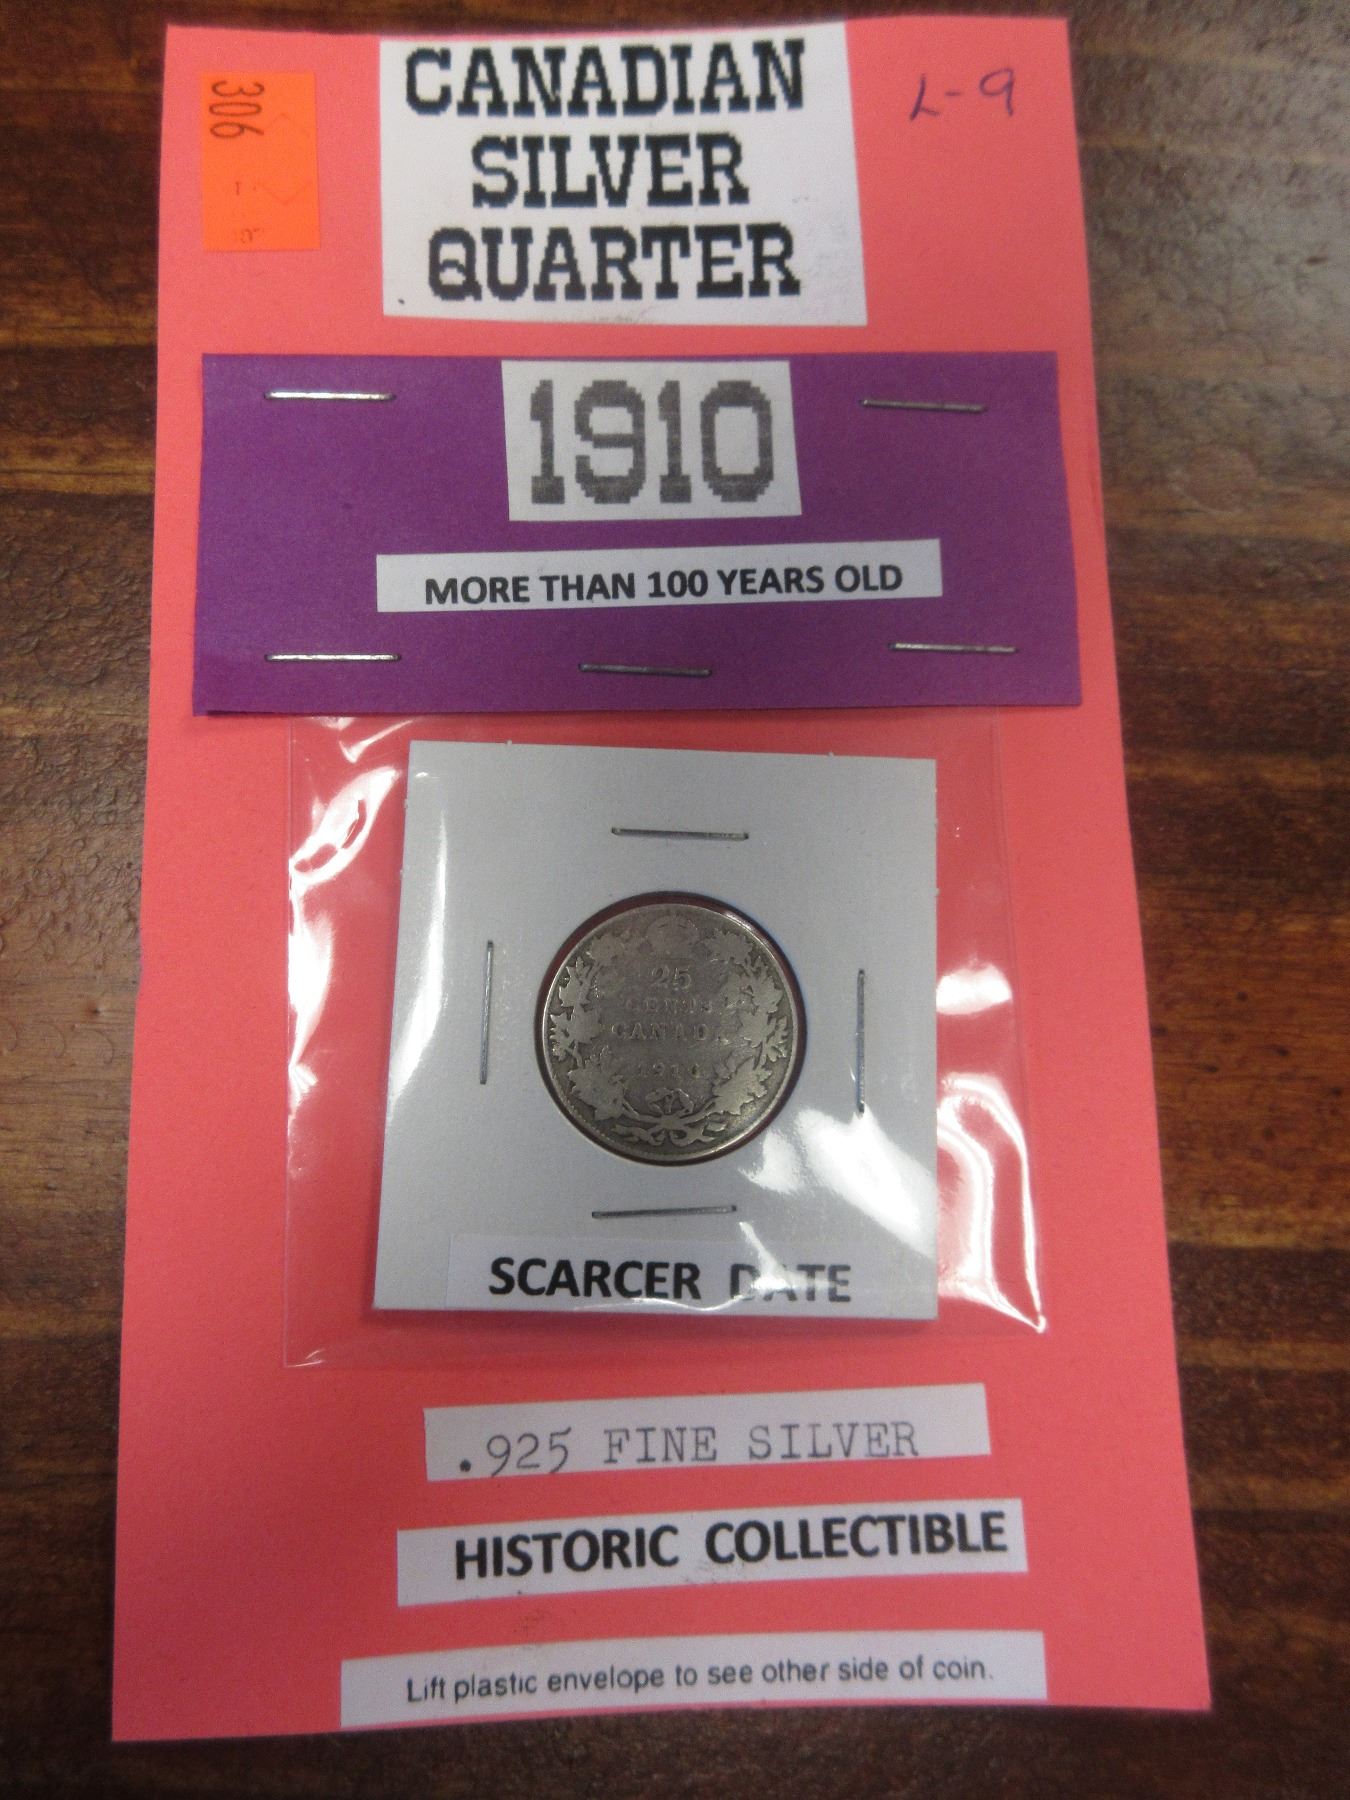 306
CANADIAN
SILVER
QUARTER
L-9
1910
MORE THAN 100 YEARS OLD
25
CENTS
1910
SCARCER DATE
.925 FINE SILVER
HISTORIC COLLECTIBLE
Lift plastic envelope to see other side of coin.